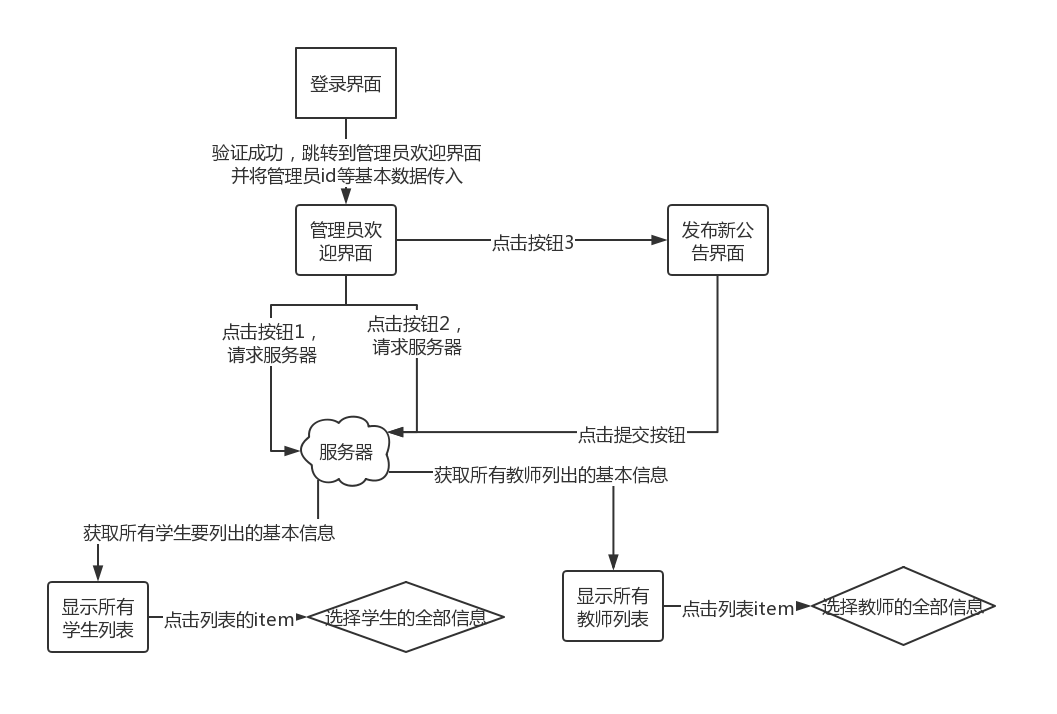 登录界面
验证成功，跳转到管理员欢迎界面
并将管理员id等基本数据传入
管理员欢
迎界面
点击按钮3
发布新公
告界面
点击按钮1，
请求服务器
点击按钮2，
请求服务器
服务器
点击提交按钮
获取所有教师列出的基本信息
获取所有学生要列出的基本信息
显示所有
学生列表
点击列表的item
选择学生的全部信息
显示所有
教师列表
点击列表item
选择教师的全部信息